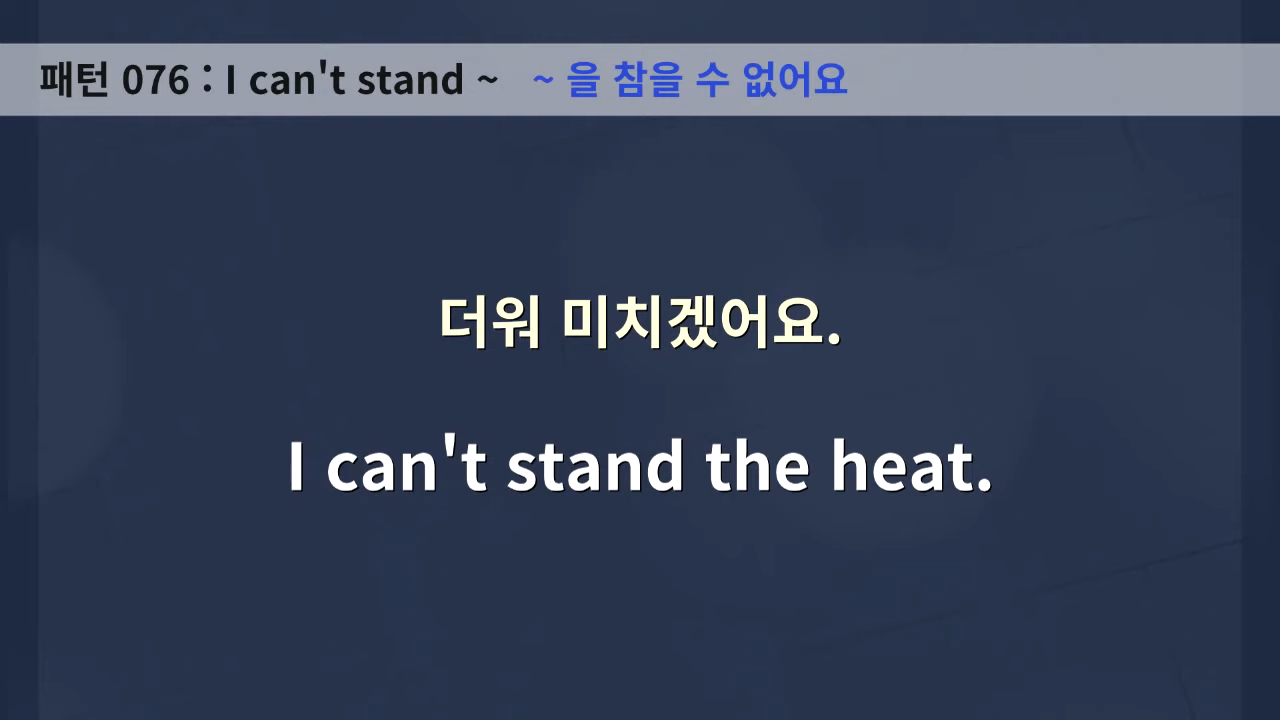 패턴 076 : I can't stand ~ ~ 을 참을 수 없어요
더워 미치겠어요.
I can't stand the heat.